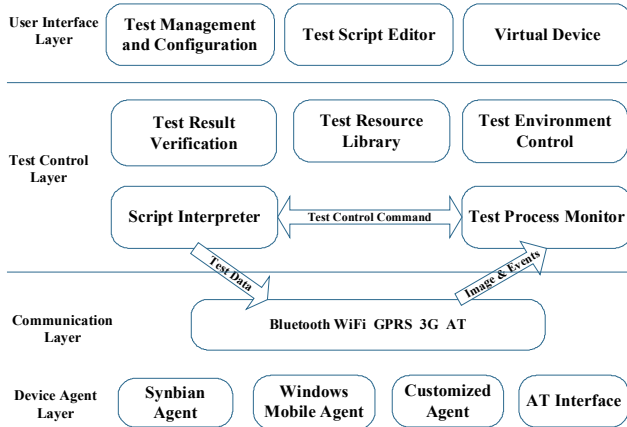 User Interface
Layer
Test Management
and Configuration
Test Script Editor
Virtual Device
Test Control
Layer
Test Result
Verification
Test Resource
Library
Test Environment
Control
Script Interpreter
Test Control Command
Test Process Monitor
Test Data
Image & Events
Communication
Layer
Bluetooth WiFi GPRS 3G AT
Device Agent
Layer
Synbian
Agent
Windows
Mobile Agent
Customized
Agent
AT Interface